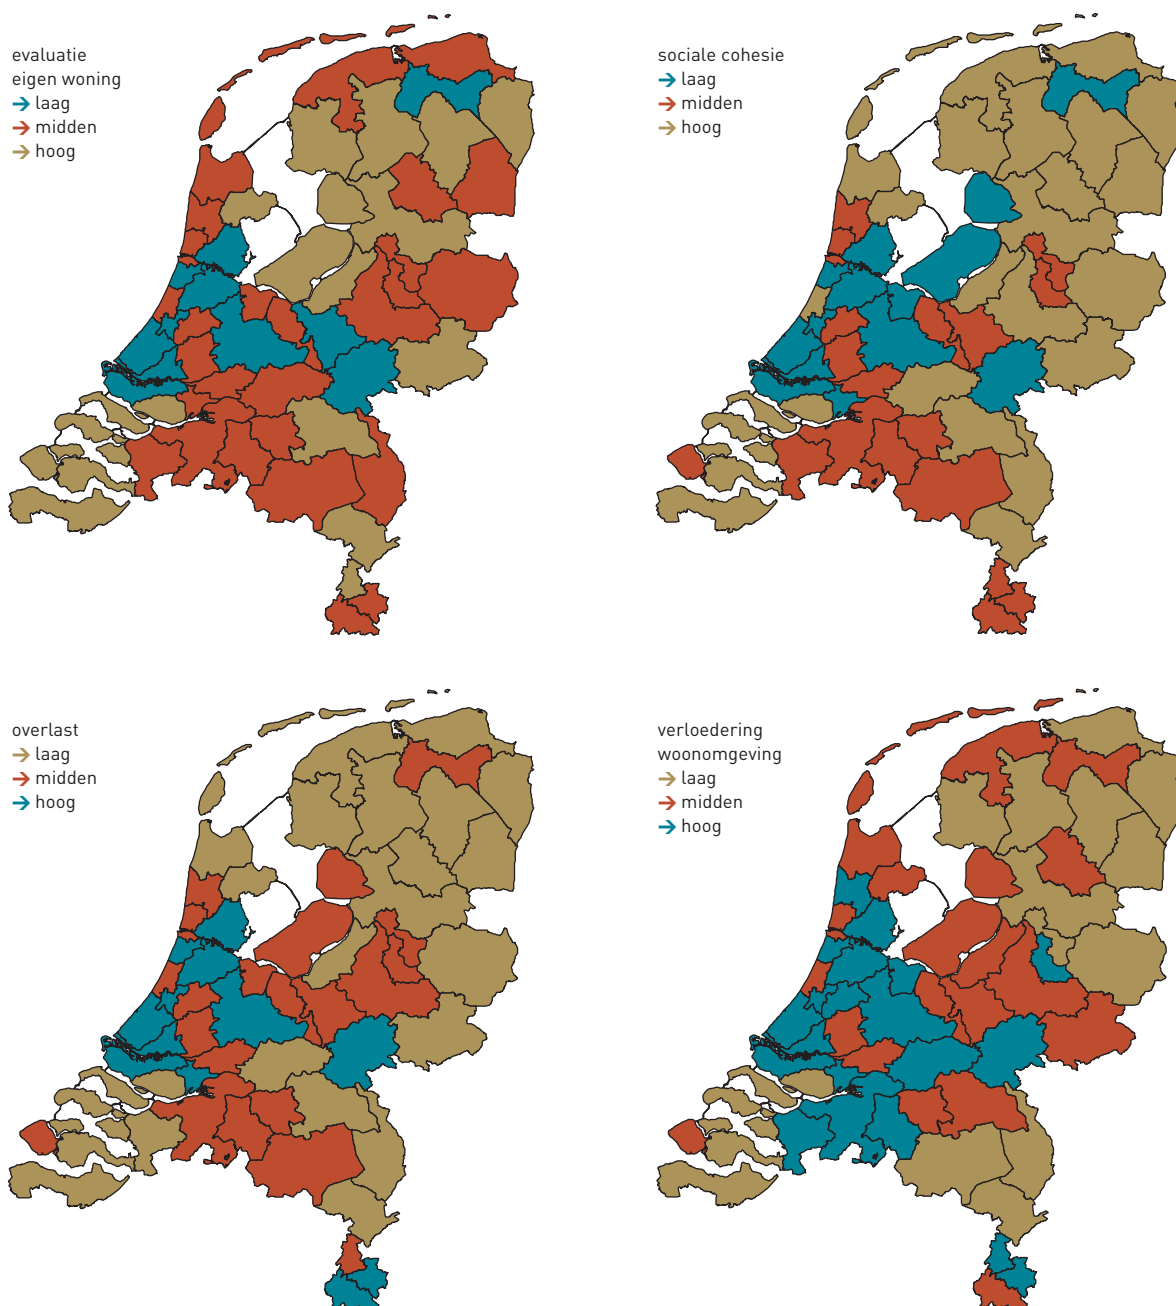 evaluatie
eigen woning
→ laag
→ midden
→ hoog
sociale cohesie
→ laag
→ midden
→ hoog
overlast
→ laag
→ midden
→ hoog
verloedering
woonomgeving
→ laag
→ midden
→ hoog